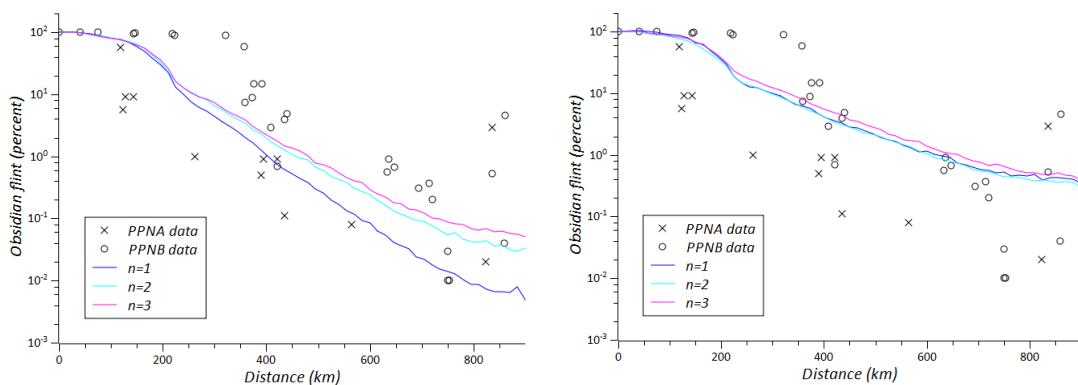 10²
10¹
10⁰
10⁻¹
10⁻²
10⁻³
Obsidian flint (percent)
PPNA data
PPNB data
n=1
n=2
n=3
0 200 400 600 800
Distance (km)
10²
10¹
10⁰
10⁻¹
10⁻²
10⁻³
Obsidian flint (percent)
PPNA data
PPNB data
n=1
n=2
n=3
0 200 400 600 800
Distance (km)